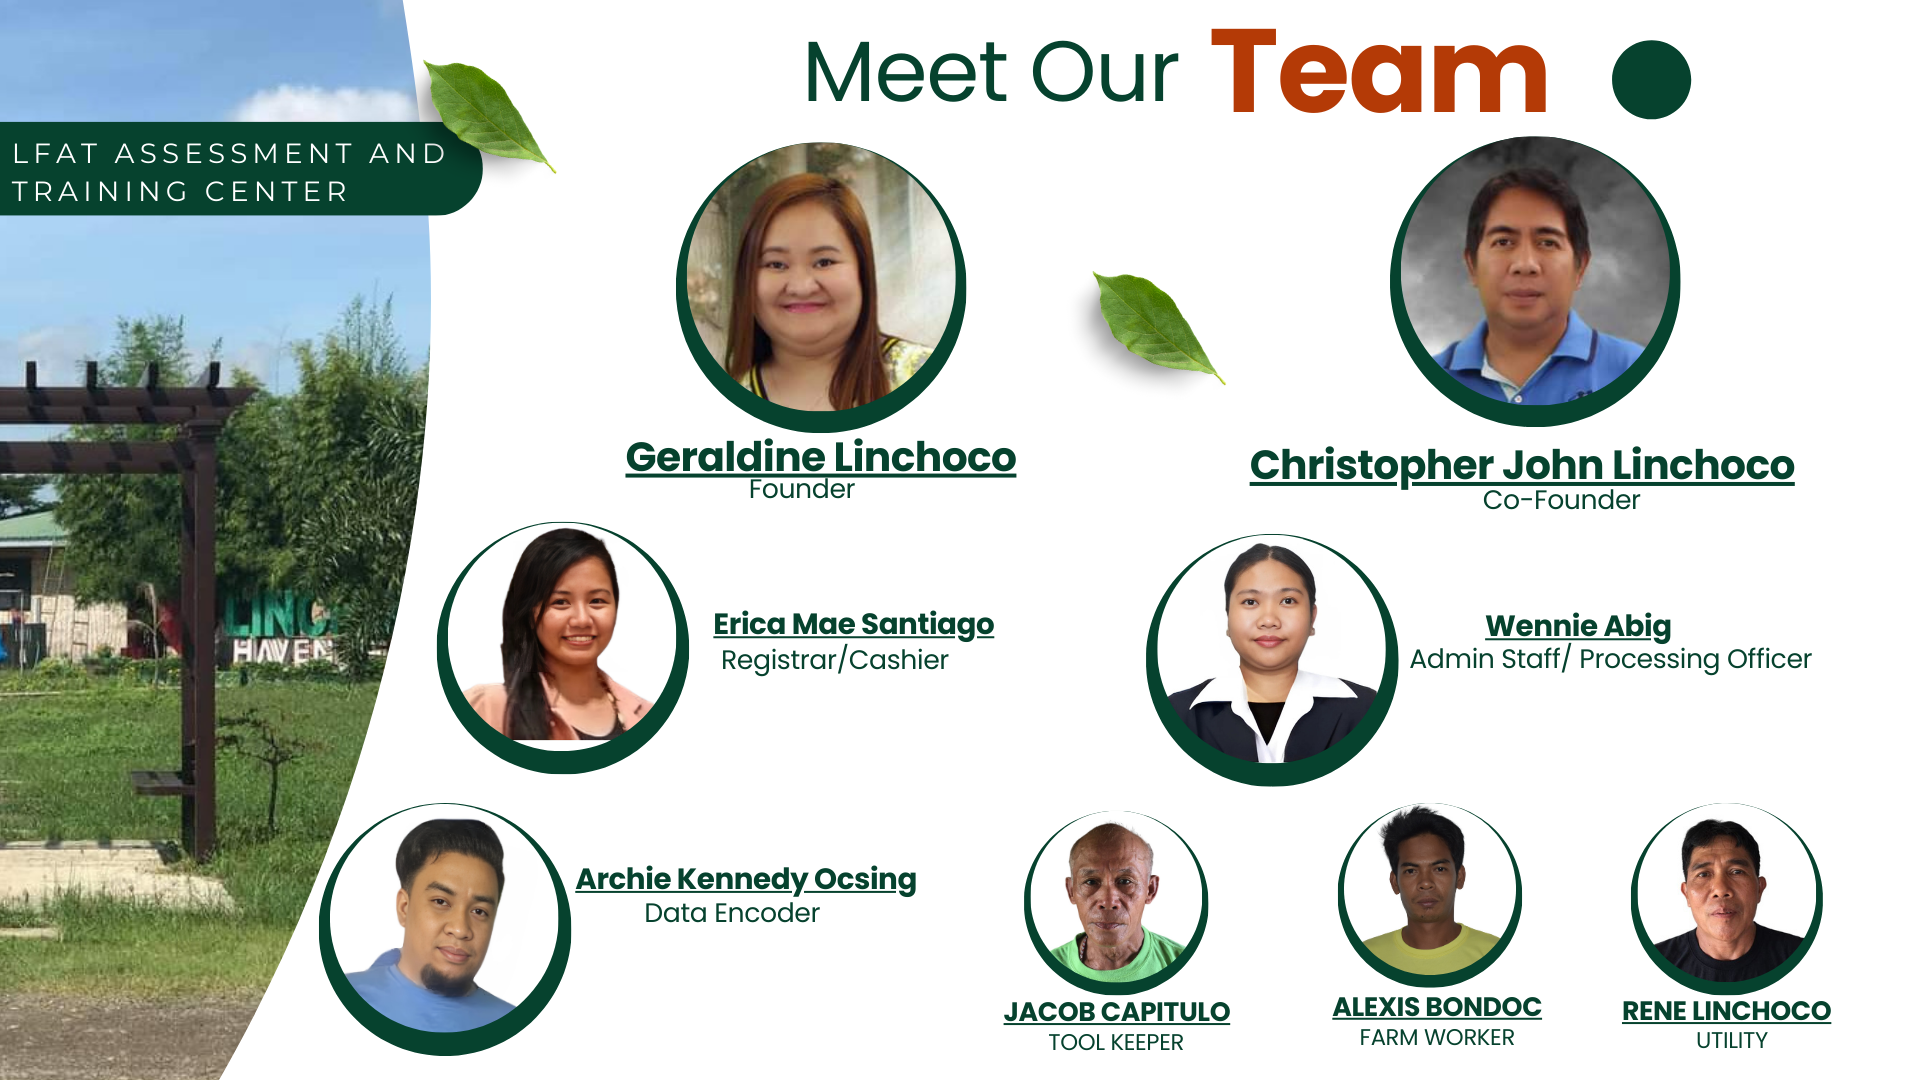 Meet Our Team
LFAT ASSESSMENT AND
TRAINING CENTER
Geraldine Linchoco
Founder
Christopher John Linchoco
Co-Founder
Erica Mae Santiago
Registrar/Cashier
Wennie Abig
Admin Staff/ Processing Officer
LINC
HAVEN
Archie Kennedy Ocsing
Data Encoder
JACOB CAPITULO
TOOL KEEPER
ALEXIS BONDOC
FARM WORKER
RENE LINCHOCO
UTILITY